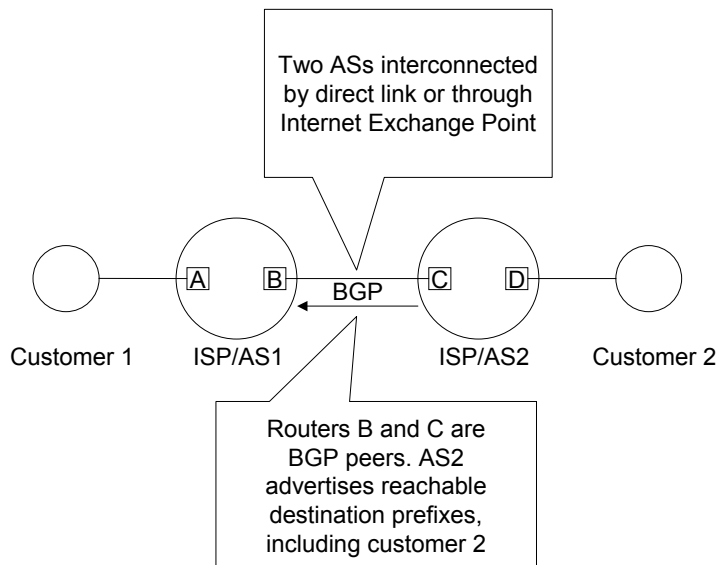 Two ASs interconnected
by direct link or through
Internet Exchange Point
A
B
BGP
C
D
Customer 1
ISP/AS1
ISP/AS2
Customer 2
Routers B and C are
BGP peers. AS2
advertises reachable
destination prefixes,
including customer 2